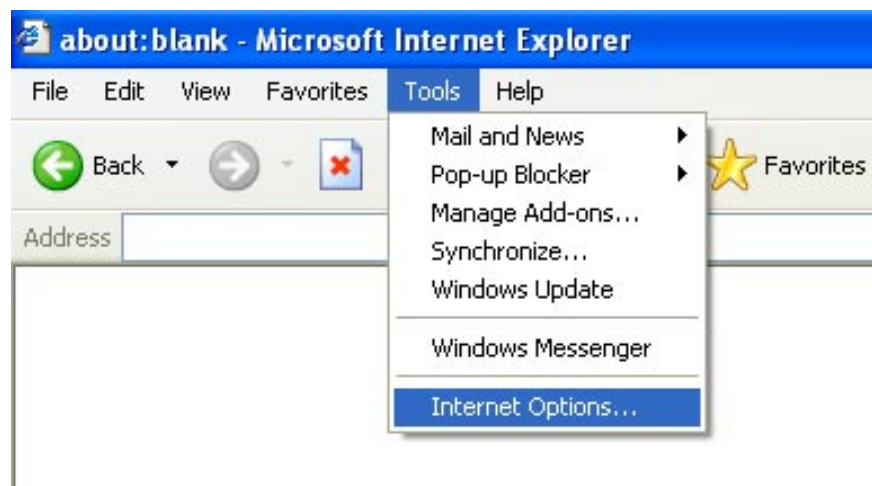 about:blank - Microsoft Internet Explorer
File Edit View Favorites Tools Help
Back Favorites
Address
Mail and News
Pop-up Blocker
Manage Add-ons...
Synchronize...
Windows Update
Windows Messenger
Internet Options...